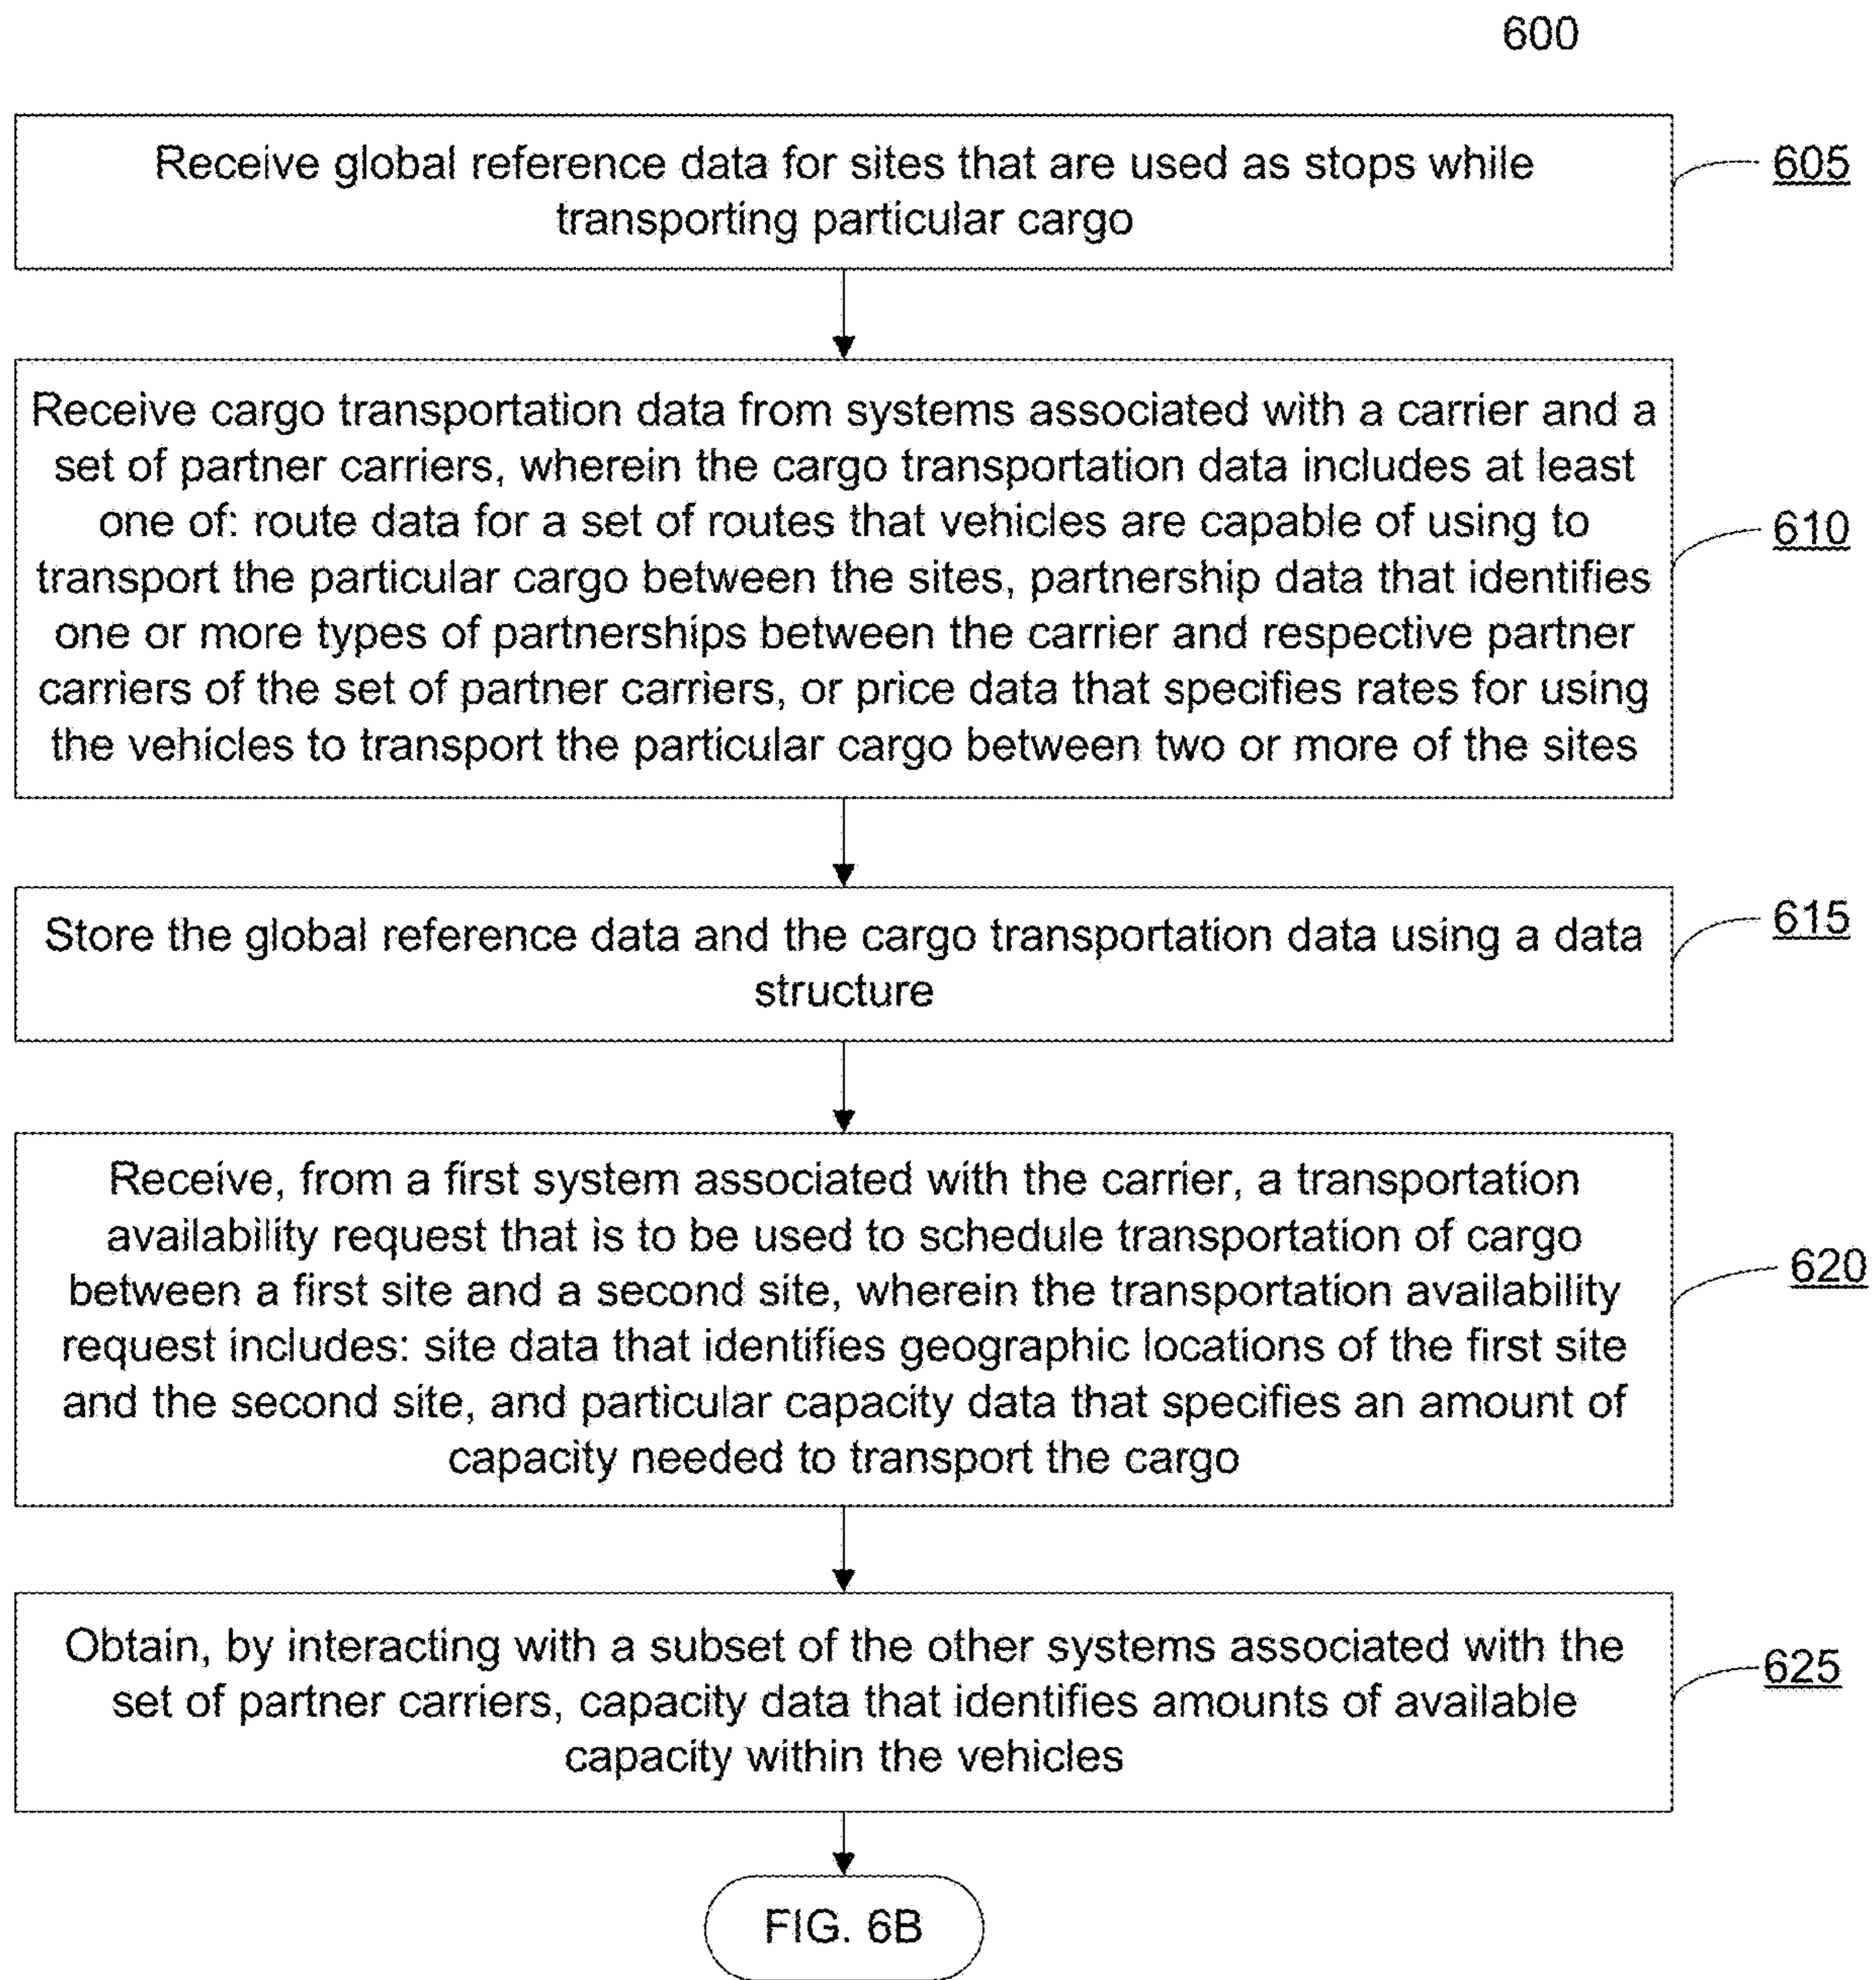 600
Receive global reference data for sites that are used as stops while
transporting particular cargo
605
Receive cargo transportation data from systems associated with a carrier and a
set of partner carriers, wherein the cargo transportation data includes at least
one of: route data for a set of routes that vehicles are capable of using to
transport the particular cargo between the sites, partnership data that identifies
one or more types of partnerships between the carrier and respective partner
carriers of the set of partner carriers, or price data that specifies rates for using
the vehicles to transport the particular cargo between two or more of the sites
610
Store the global reference data and the cargo transportation data using a data
structure
615
Receive, from a first system associated with the carrier, a transportation
availability request that is to be used to schedule transportation of cargo
between a first site and a second site, wherein the transportation availability
request includes: site data that identifies geographic locations of the first site
and the second site, and particular capacity data that specifies an amount of
capacity needed to transport the cargo
620
Obtain, by interacting with a subset of the other systems associated with the
set of partner carriers, capacity data that identifies amounts of available
capacity within the vehicles
625
FIG. 6B